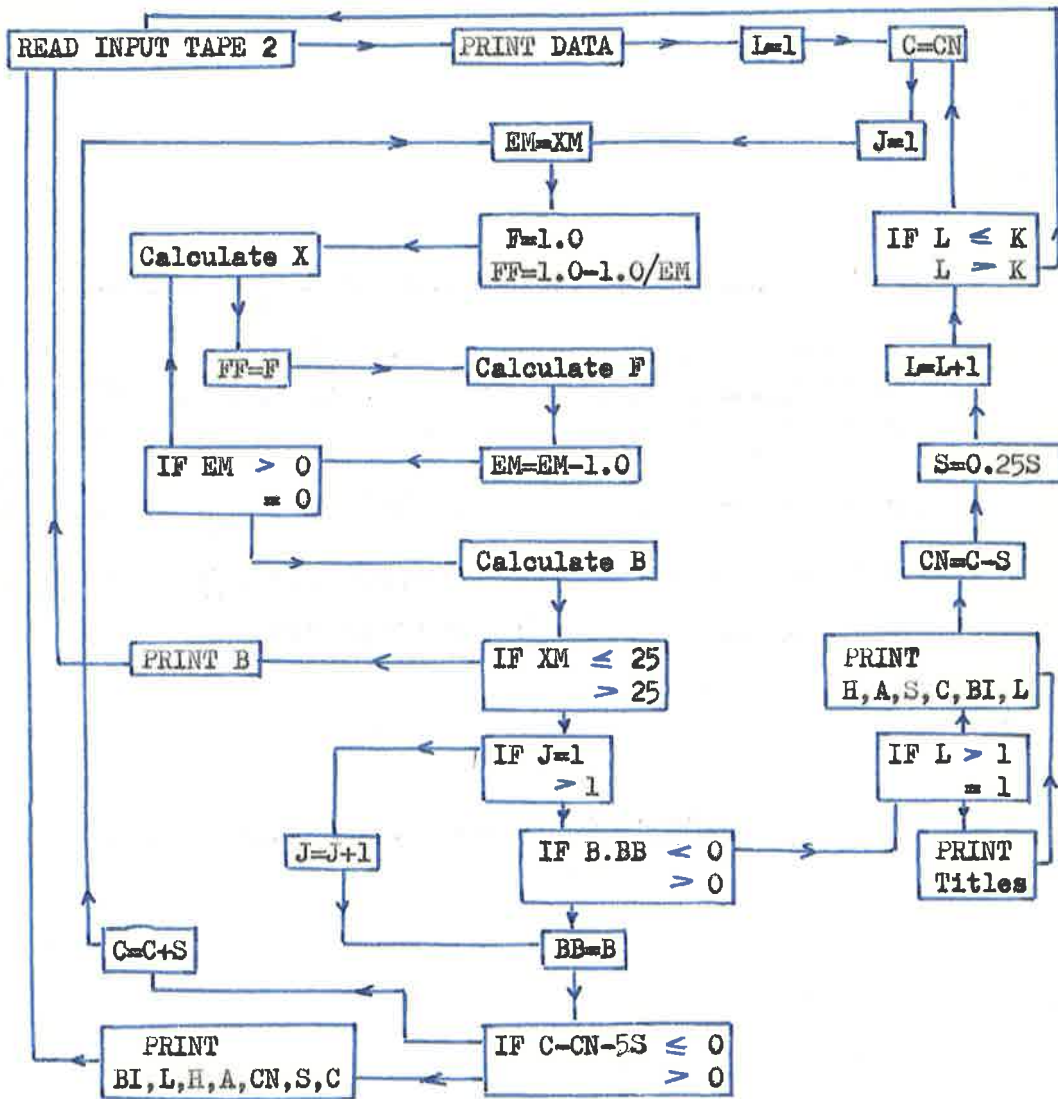 READ INPUT TAPE 2
PRINT DATA
L=1
C=CN
EM=XM
J=1
F=1.0
FF=1.0-1.0/EM
Calculate X
IF L ≤ K
L > K
FF=F
Calculate F
L=L+1
IF EM > 0
= 0
EM=EM-1.0
S=0.25S
Calculate B
CN=C-S
PRINT B
IF XM ≤ 25
> 25
PRINT
H,A,S,C,BI,L
IF J=1
> 1
IF L > 1
= 1
J=J+1
IF B.BB < 0
> 0
PRINT
Titles
C=C+S
BB=B
PRINT
BI,L,H,A,CN,S,C
IF C-CN-5S ≤ 0
> 0